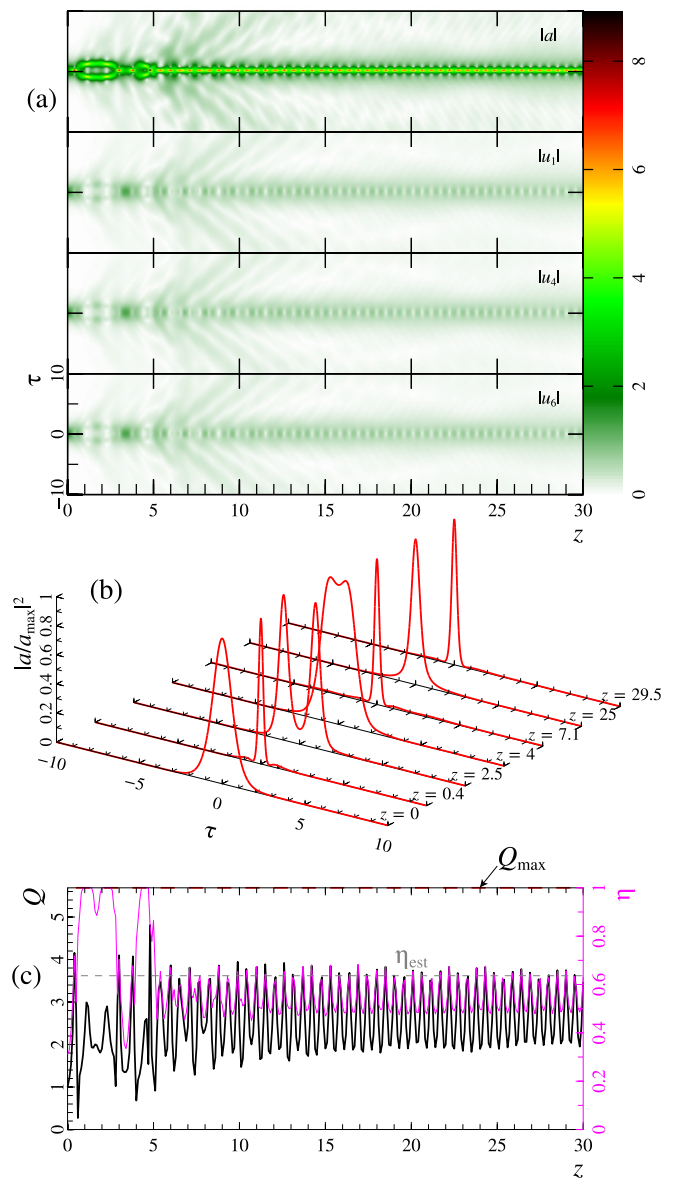 (a)
|a|
|u₁|
|u₄|
|u₆|
8
6
4
2
0
τ
10
0
−10
0 5 10 15 20 25 30
z
(b)
|a/a_max|²
1
0.8
0.6
0.4
0.2
0
−10 −5 0 5 10
τ
z = 29.5
z = 25
z = 7.1
z = 4
z = 2.5
z = 0.4
z = 0
Q_max
(c)
Q
5
4
3
2
1
0
η_est
η
1
0.8
0.6
0.4
0.2
0
0 5 10 15 20 25 30
z